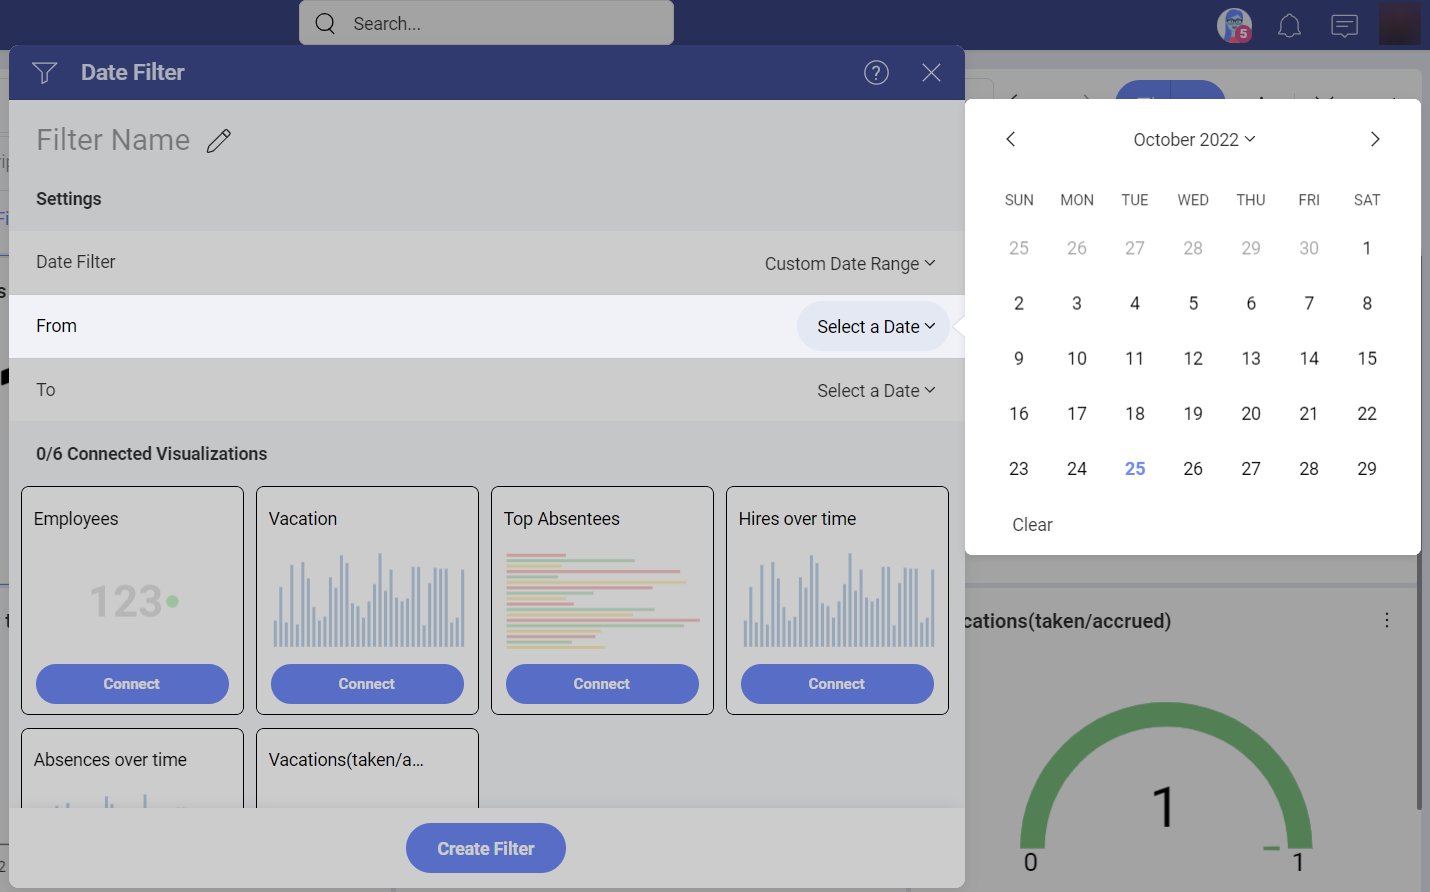 Search...
5
Date Filter
Filter Name
Settings
Date Filter
Custom Date Range
From
Select a Date
To
Select a Date
0/6 Connected Visualizations
Employees
123
Connect
Vacation
Connect
Top Absentees
Connect
Hires over time
Connect
Absences over time
Vacations(taken/a...
Create Filter
October 2022
SUN MON TUE WED THU FRI SAT
25 26 27 28 29 30 1
2 3 4 5 6 7 8
9 10 11 12 13 14 15
16 17 18 19 20 21 22
23 24 25 26 27 28 29
Clear
cations(taken/accrued)
1
0
1